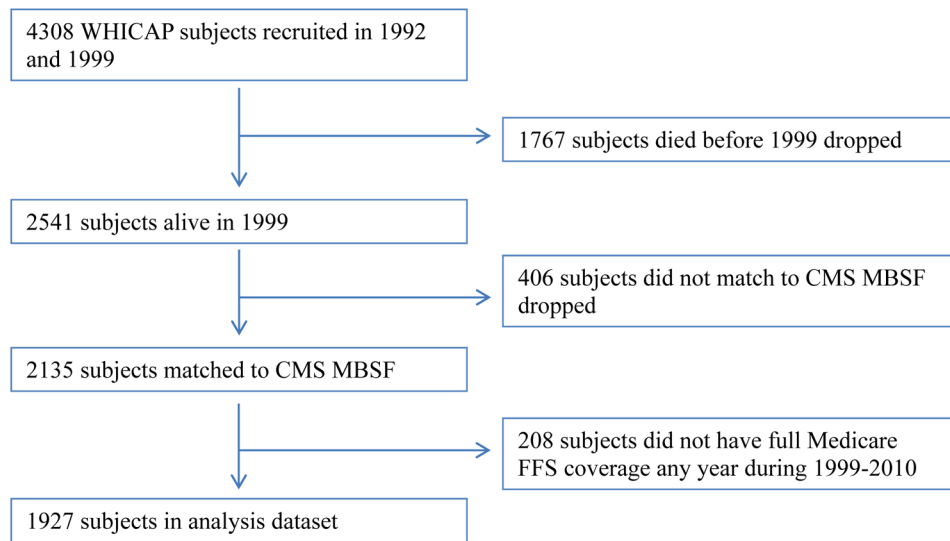 4308 WHICAP subjects recruited in 1992
and 1999
1767 subjects died before 1999 dropped
2541 subjects alive in 1999
406 subjects did not match to CMS MBSF
dropped
2135 subjects matched to CMS MBSF
208 subjects did not have full Medicare
FFS coverage any year during 1999-2010
1927 subjects in analysis dataset